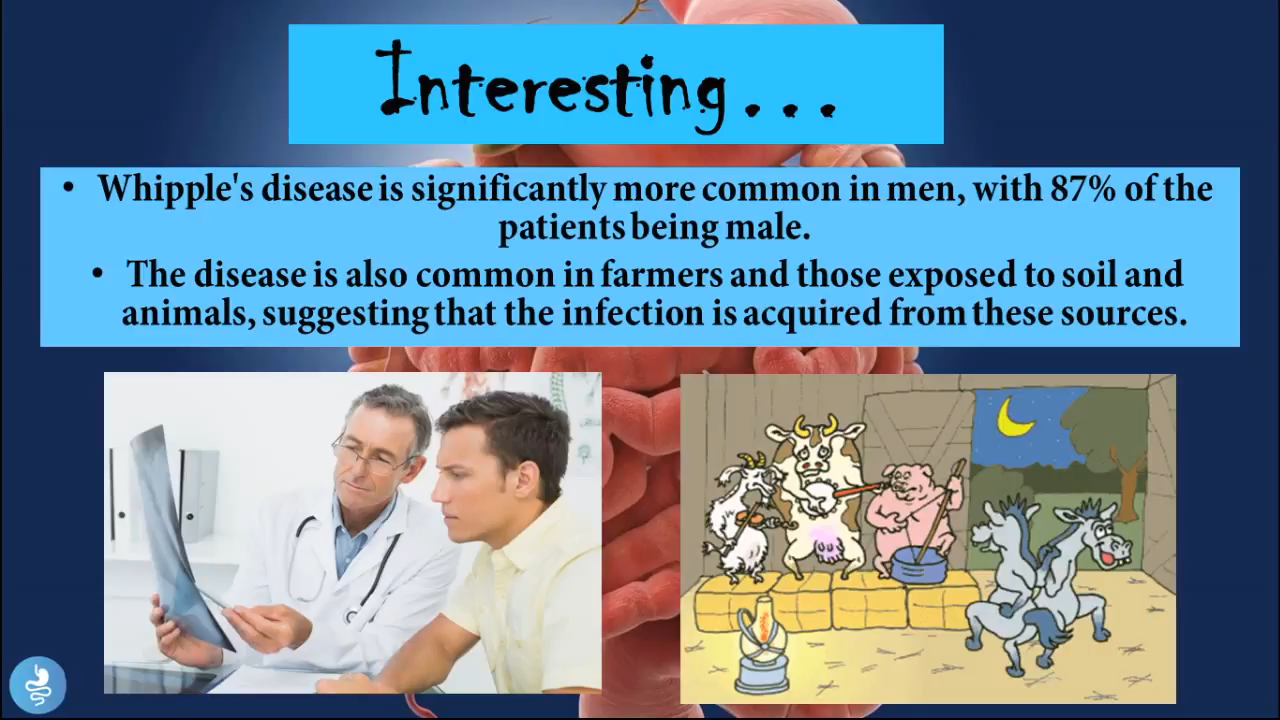 Interesting...
• Whipple's disease is significantly more common in men, with 87% of the
patients being male.
• The disease is also common in farmers and those exposed to soil and
animals, suggesting that the infection is acquired from these sources.